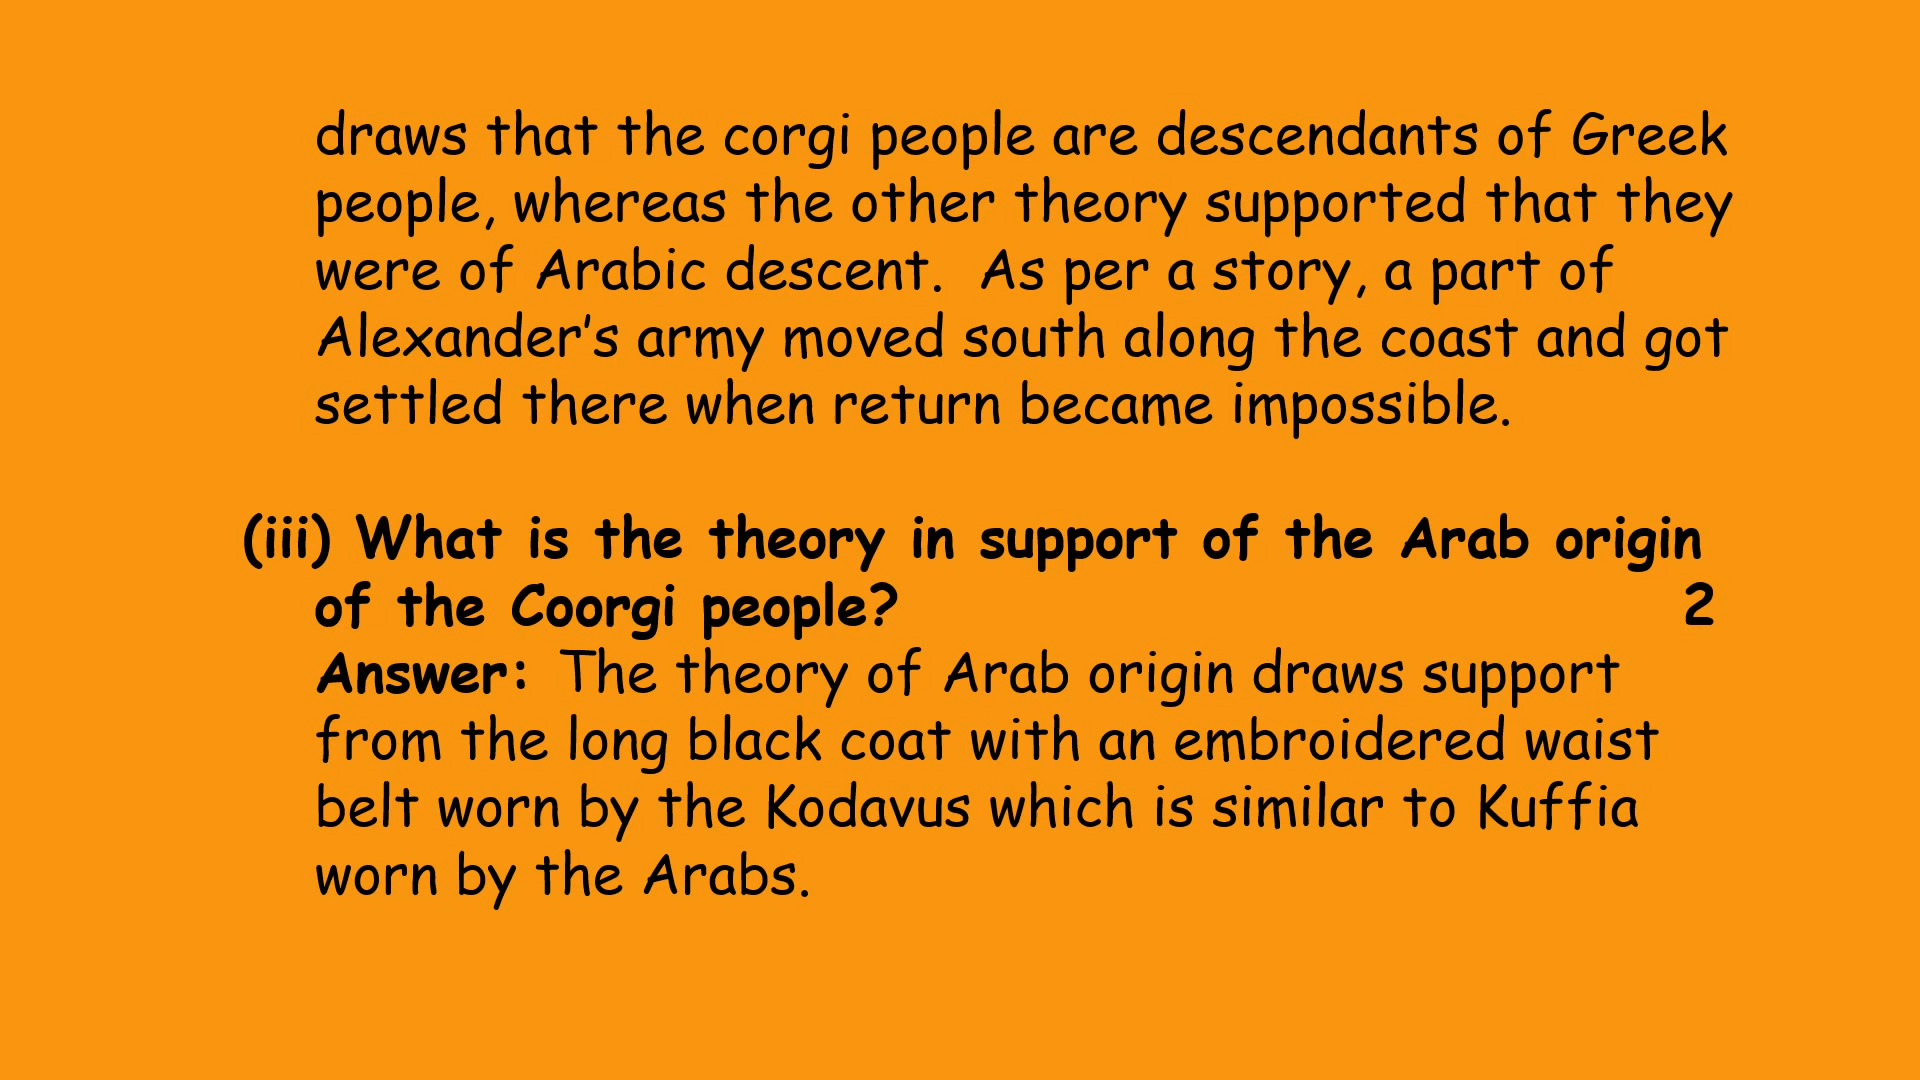 draws that the corgi people are descendants of Greek
people, whereas the other theory supported that they
were of Arabic descent.  As per a story, a part of
Alexander’s army moved south along the coast and got
settled there when return became impossible.
(iii) What is the theory in support of the Arab origin
of the Coorgi people? 2
Answer:  The theory of Arab origin draws support
from the long black coat with an embroidered waist
belt worn by the Kodavus which is similar to Kuffia
worn by the Arabs.